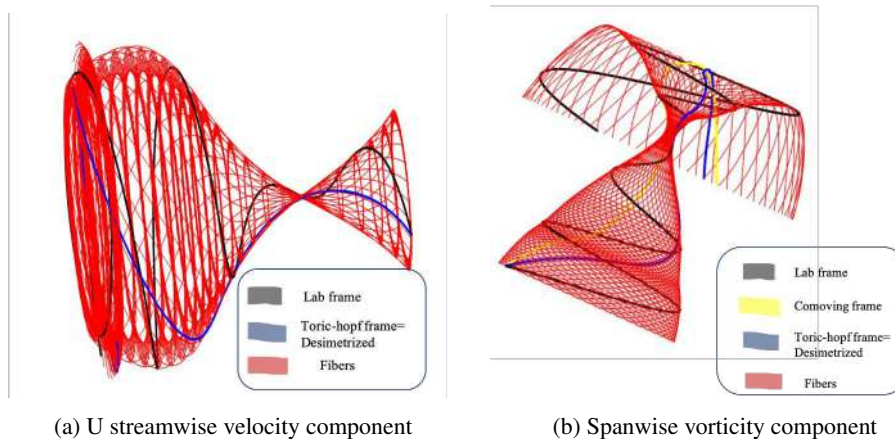 Lab frame
Toric-hopf frame=
Desimetrized
Fibers
Lab frame
Comoving frame
Toric-hopf frame=
Desimetrized
Fibers
(a) U streamwise velocity component
(b) Spanwise vorticity component